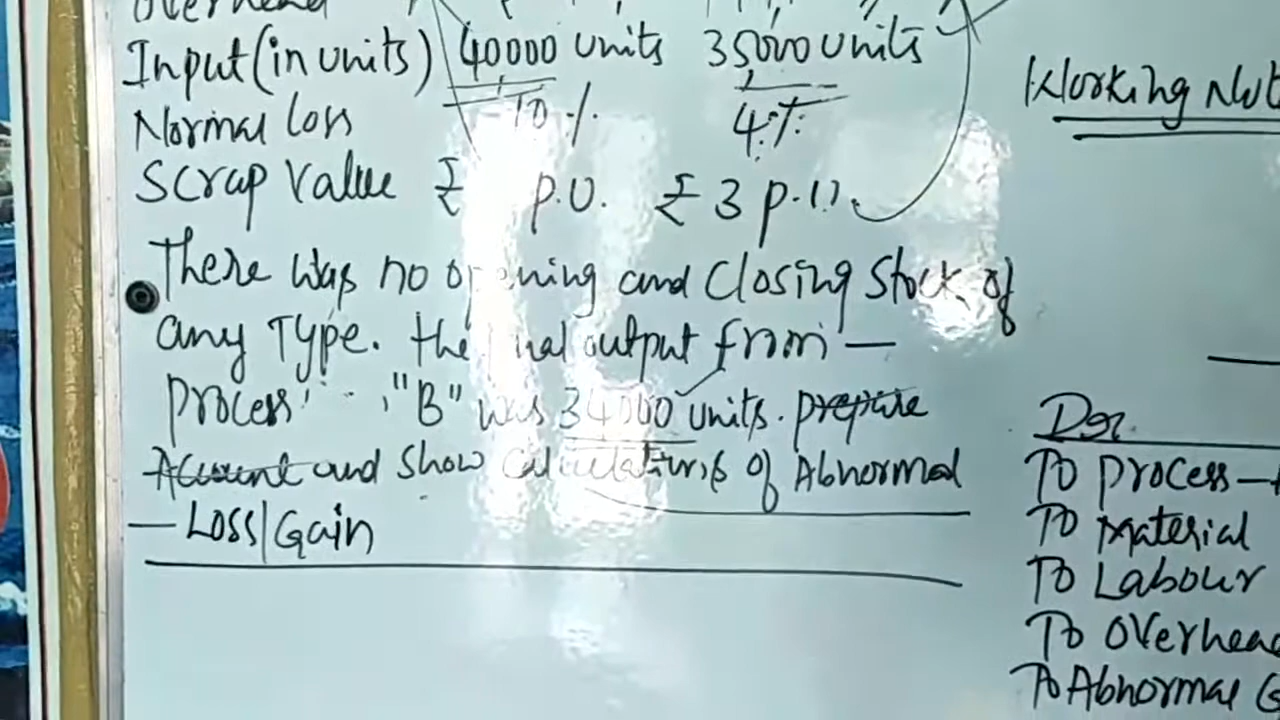 Overhead
Input(in units) 40000 units 35000 units
Normal Loss 10% 4%
Scrap Value ₹ p.U. ₹ 3 p.U.
There was no opening and Closing Stock of
any Type. the output from —
process "B" was 34000 units. prepare
Account and Show Calculations of Abnormal
— Loss/Gain
Working
Dr
To process—
To Material
To Labour
To Overhead
To Abnormal G